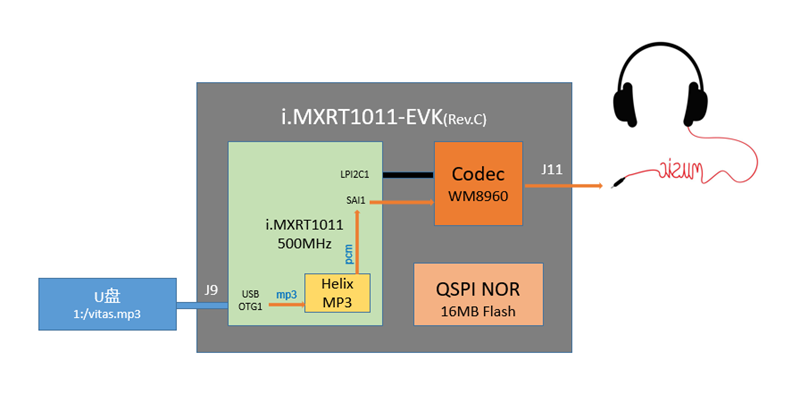 i.MXRT1011-EVK(Rev.C)
LPI2C1
Codec
WM8960
J11
music
SAI1
i.MXRT1011
500MHz
pcm
J9
U盘
1:/vitas.mp3
USB
OTG1
mp3
Helix
MP3
QSPI NOR
16MB Flash